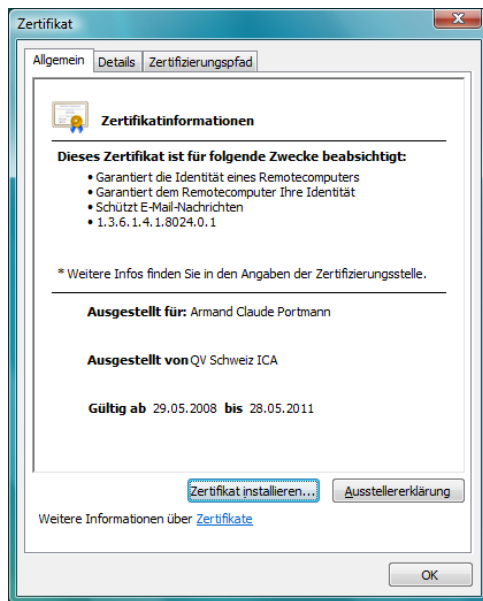 Zertifikat
Allgemein Details Zertifizierungspfad
Zertifikatinformationen
Dieses Zertifikat ist für folgende Zwecke beabsichtigt:
• Garantiert die Identität eines Remotecomputers
• Garantiert dem Remotecomputer Ihre Identität
• Schützt E-Mail-Nachrichten
• 1.3.6.1.4.1.8024.0.1
* Weitere Infos finden Sie in den Angaben der Zertifizierungsstelle.
Ausgestellt für: Armand Claude Portmann
Ausgestellt von QV Schweiz ICA
Gültig ab 29.05.2008 bis 28.05.2011
Zertifikat installieren... Ausstellererklärung
Weitere Informationen über Zertifikate
OK